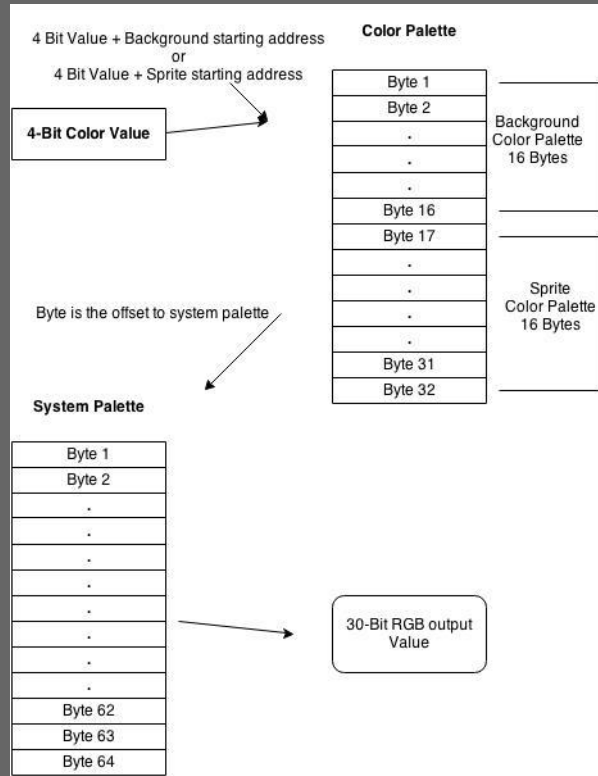 4 Bit Value + Background starting address
or
4 Bit Value + Sprite starting address
Color Palette
4-Bit Color Value
Byte 1
Byte 2
.
.
.
Byte 16
Byte 17
.
.
.
.
Byte 31
Byte 32
Background
Color Palette
16 Bytes
Sprite
Color Palette
16 Bytes
Byte is the offset to system palette
System Palette
Byte 1
Byte 2
.
.
.
.
.
.
.
.
Byte 62
Byte 63
Byte 64
30-Bit RGB output
Value